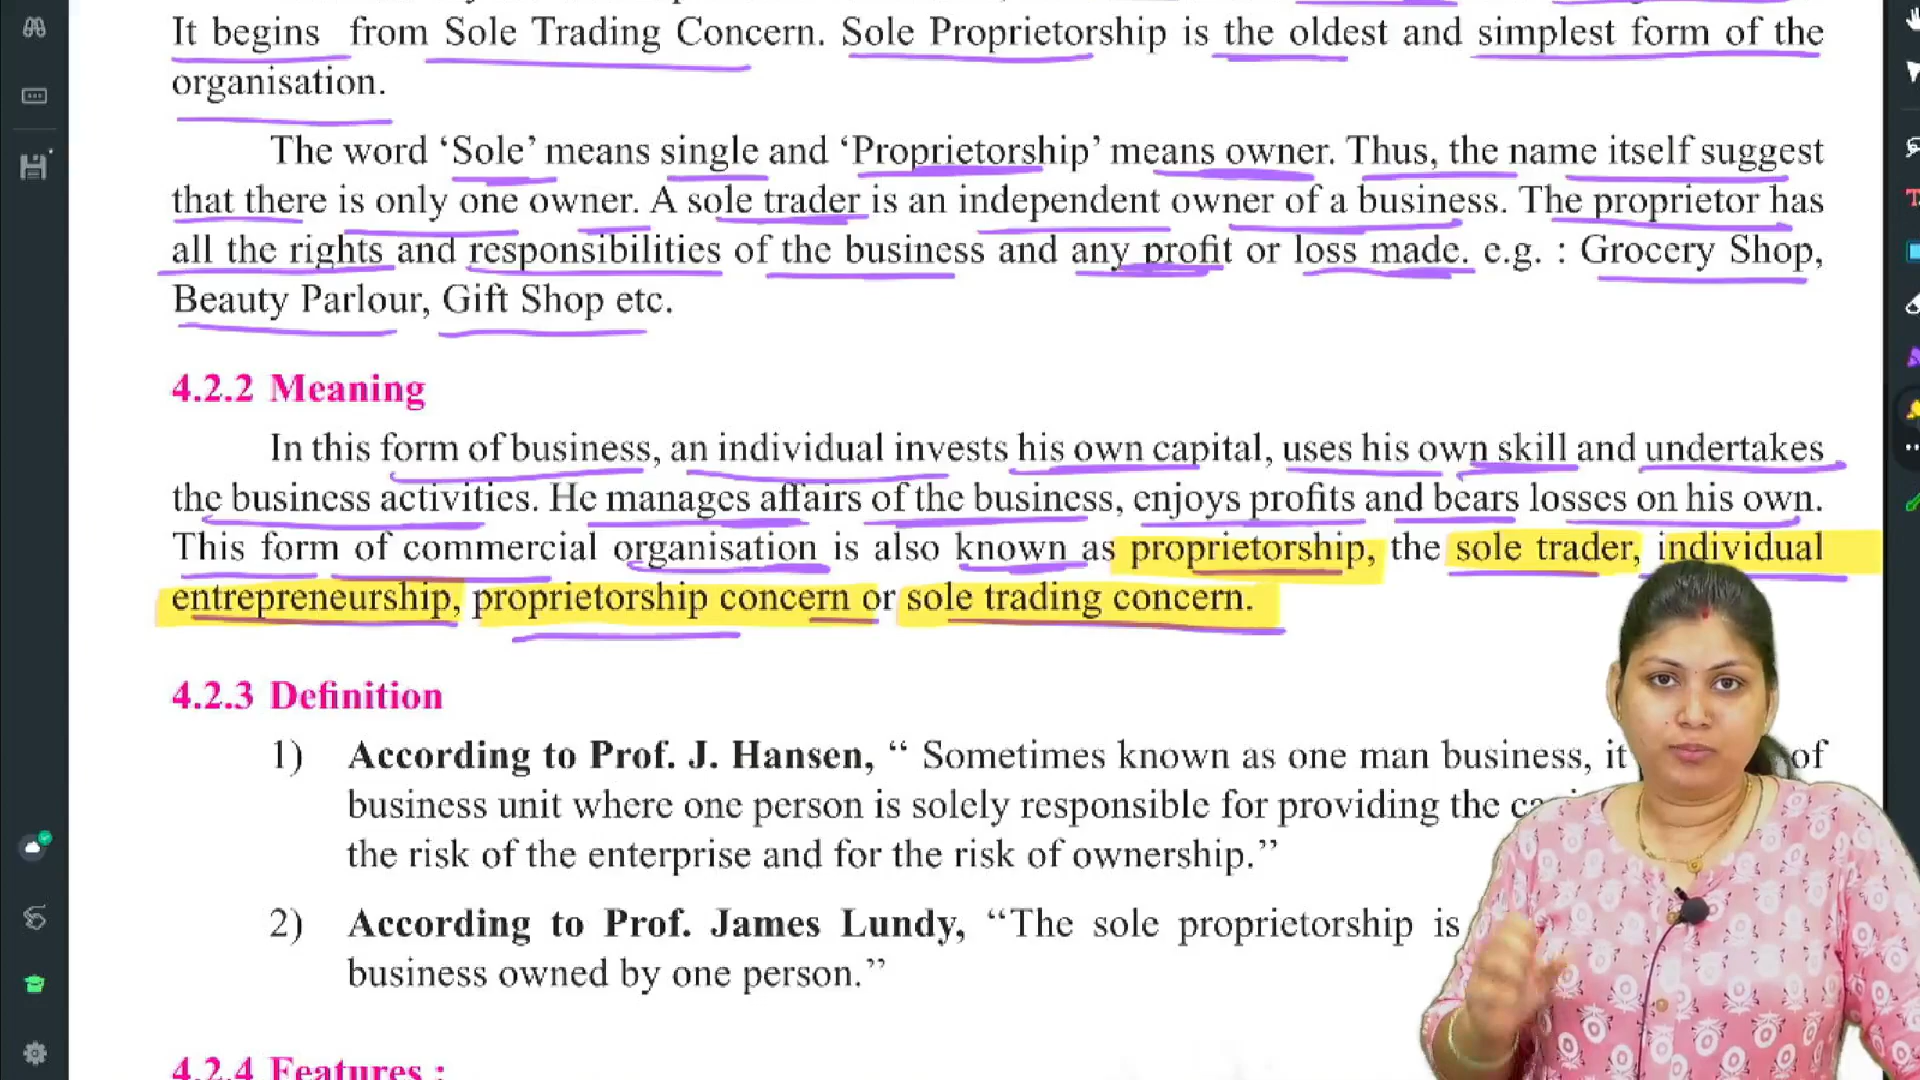 It begins from Sole Trading Concern. Sole Proprietorship is the oldest and simplest form of the
organisation.
The word ‘Sole’ means single and ‘Proprietorship’ means owner. Thus, the name itself suggest
that there is only one owner. A sole trader is an independent owner of a business. The proprietor has
all the rights and responsibilities of the business and any profit or loss made. e.g. : Grocery Shop,
Beauty Parlour, Gift Shop etc.
4.2.2 Meaning
In this form of business, an individual invests his own capital, uses his own skill and undertakes
the business activities. He manages affairs of the business, enjoys profits and bears losses on his own.
This form of commercial organisation is also known as proprietorship, the sole trader, individual
entrepreneurship, proprietorship concern or sole trading concern.
4.2.3 Definition
1) According to Prof. J. Hansen, “ Sometimes known as one man business, it of
business unit where one person is solely responsible for providing the
the risk of the enterprise and for the risk of ownership.”
2) According to Prof. James Lundy, “The sole proprietorship is
business owned by one person.”
4.2.4 Features :